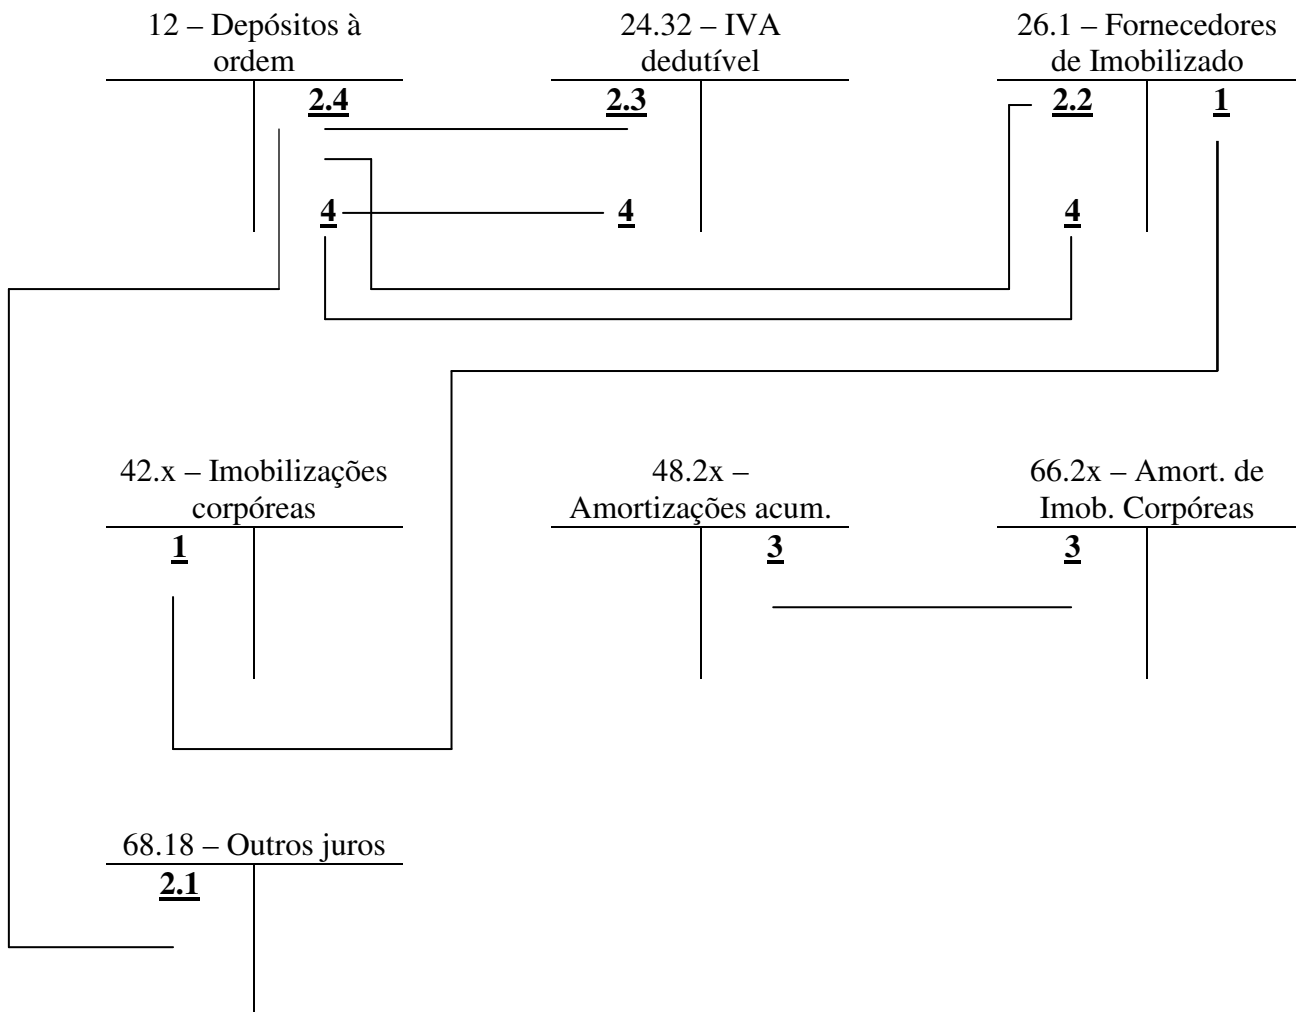 12 – Depósitos à
ordem
24.32 – IVA
dedutível
26.1 – Fornecedores
de Imobilizado
2.4
2.3
2.2
1
4
4
4
42.x – Imobilizações
corpóreas
48.2x –
Amortizações acum.
66.2x – Amort. de
Imob. Corpóreas
1
3
3
68.18 – Outros juros
2.1